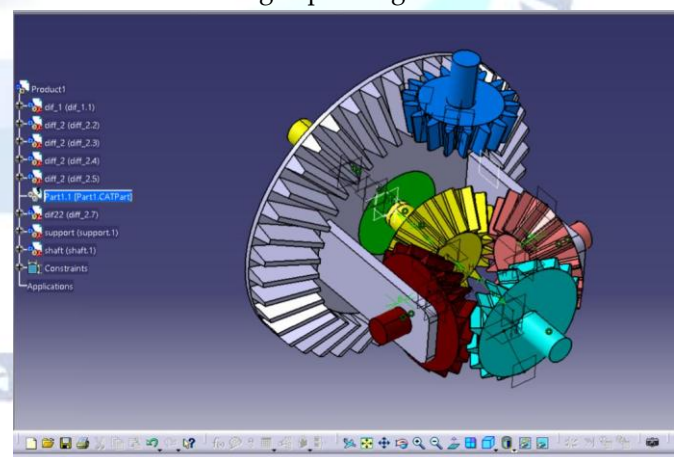 Product1
dif_1 (dif_1.1)
diff_2 (diff_2.2)
diff_2 (diff_2.3)
diff_2 (diff_2.4)
diff_2 (diff_2.5)
Part1.1 [Part1.CATPart]
dif22 (diff_2.7)
support (support.1)
shaft (shaft.1)
Constraints
Applications